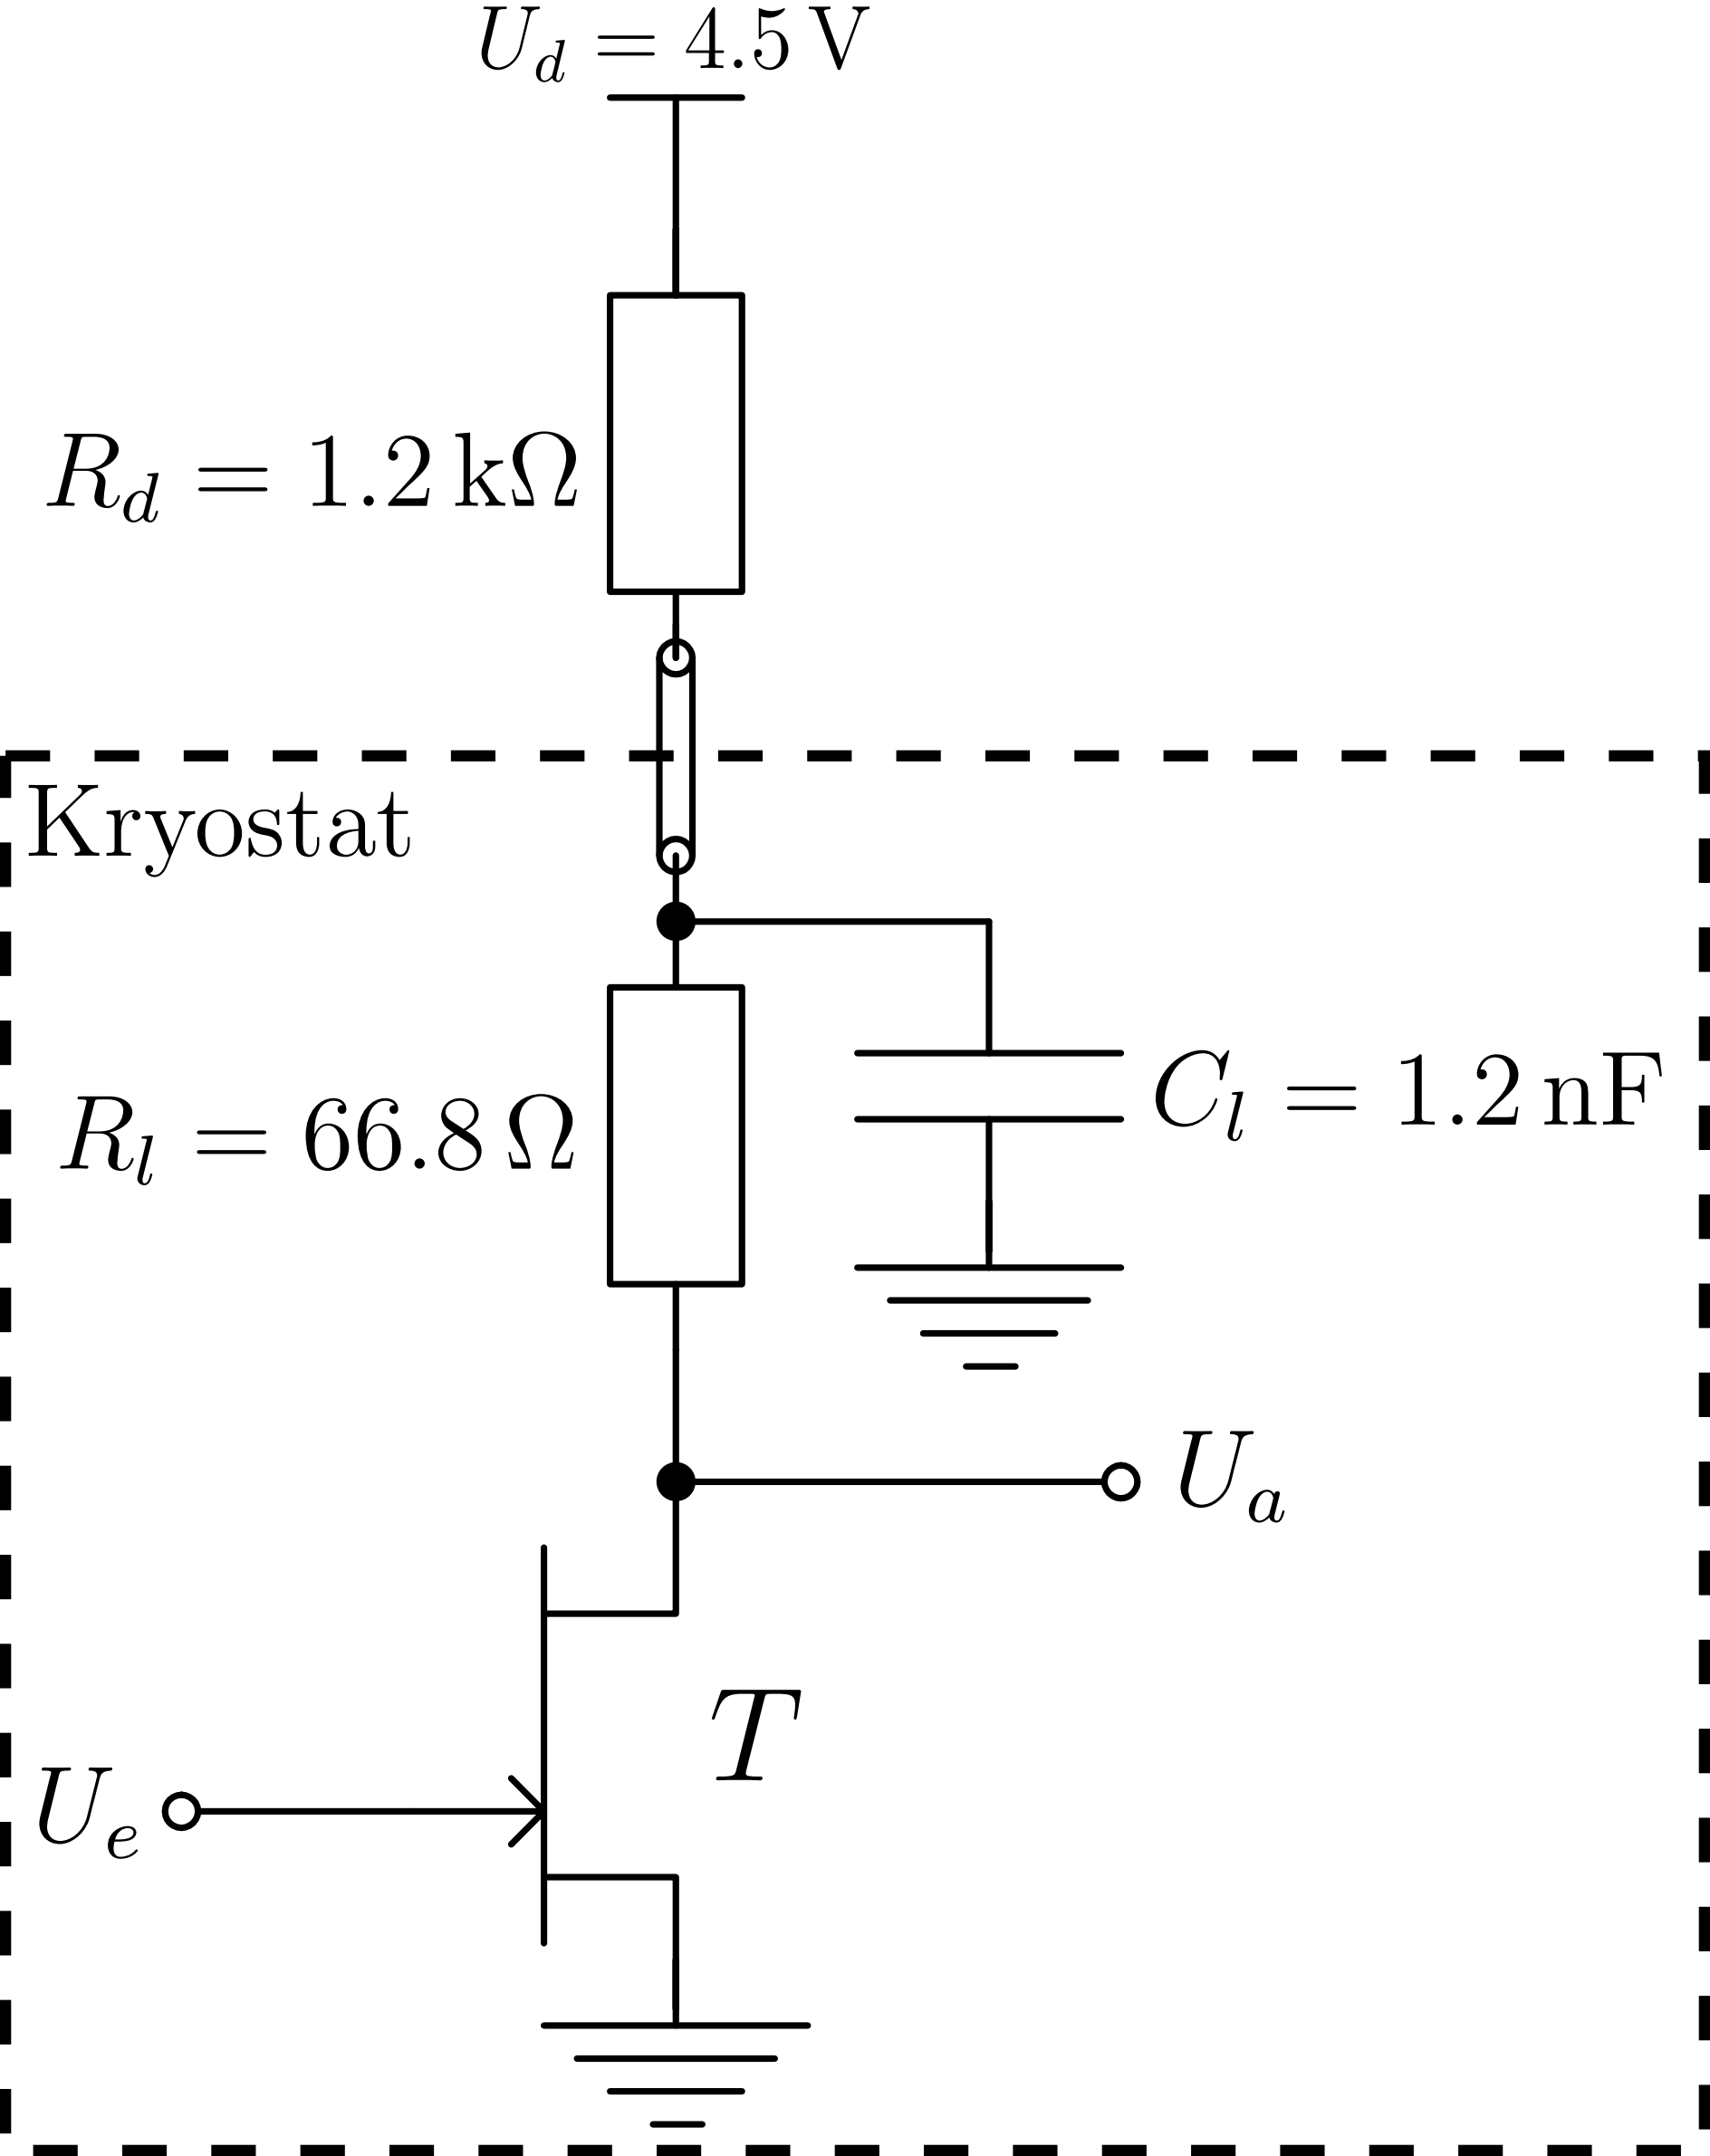 U_d = 4.5 V
R_d = 1.2 kΩ
Kryostat
R_l = 66.8 Ω
C_l = 1.2 nF
U_a
T
U_e